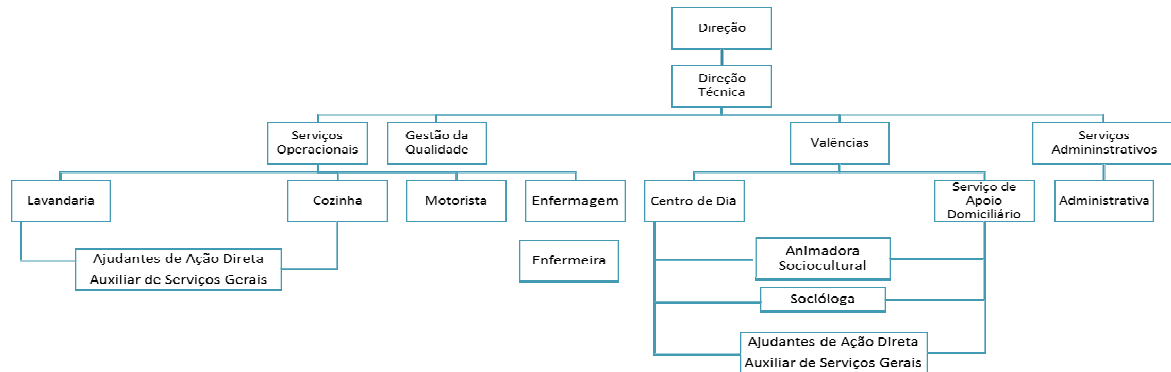 Direção
Direção
Técnica
Serviços
Operacionais
Gestão da
Qualidade
Valências
Serviços
Admininstrativos
Lavandaria
Cozinha
Motorista
Enfermagem
Centro de Dia
Serviço de
Apoio
Domiciliário
Administrativa
Ajudantes de Ação Direta
Auxiliar de Serviços Gerais
Enfermeira
Animadora
Sociocultural
Socióloga
Ajudantes de Ação Direta
Auxiliar de Serviços Gerais